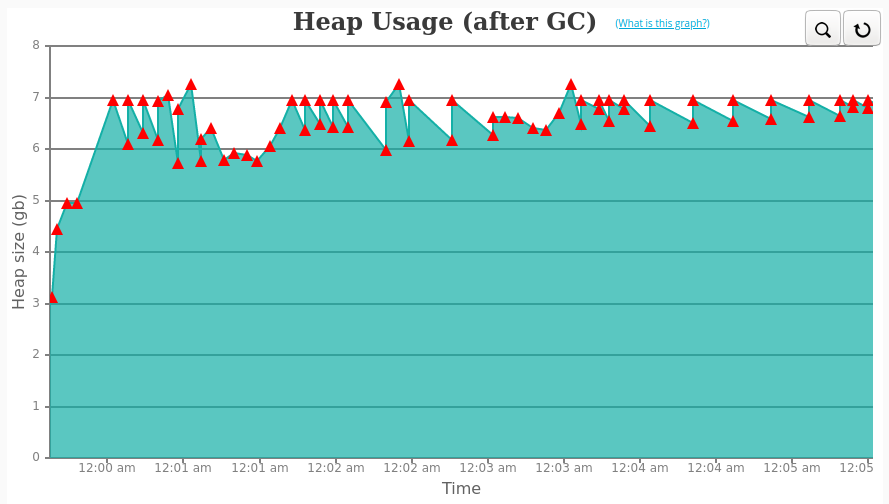 Heap Usage (after GC)
(What is this graph?)
8
7
6
5
4
3
2
1
0
Heap size (gb)
12:00 am
12:01 am
12:01 am
12:02 am
12:02 am
12:03 am
12:03 am
12:04 am
12:04 am
12:05 am
12:05
Time